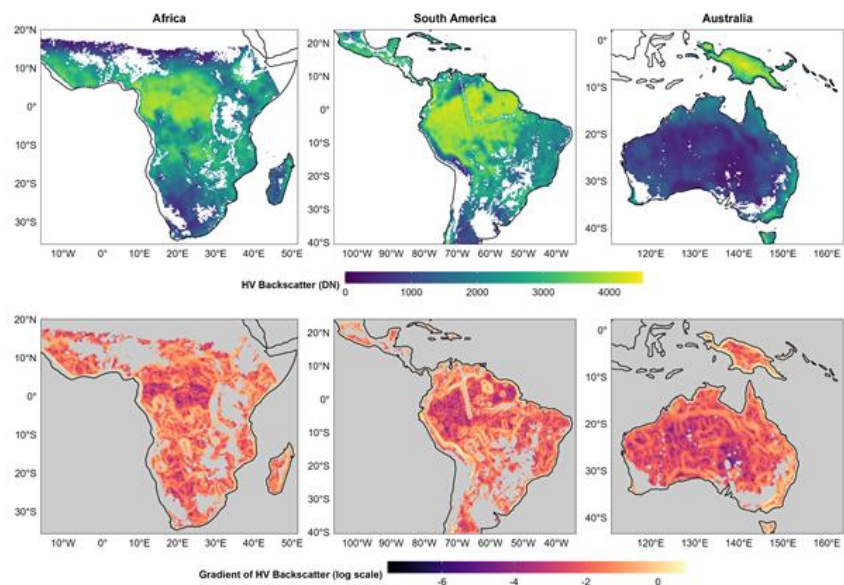 Africa South America Australia
20°N
10°N
0°N
10°S
20°S
30°S
10°W 0°E 10°E 20°E 30°E 40°E 50°E
20°N
10°N
0°N
10°S
20°S
30°S
40°S
100°W 90°W 80°W 70°W 60°W 50°W 40°W
0°N
10°S
20°S
30°S
40°S
120°E 130°E 140°E 150°E 160°E
HV Backscatter (DN)
0 1000 2000 3000 4000
20°N
10°N
0°N
10°S
20°S
30°S
10°W 0°E 10°E 20°E 30°E 40°E 50°E
20°N
10°N
0°N
10°S
20°S
30°S
40°S
100°W 90°W 80°W 70°W 60°W 50°W 40°W
0°N
10°S
20°S
30°S
40°S
120°E 130°E 140°E 150°E 160°E
Gradient of HV Backscatter (log scale)
-6 -4 -2 0